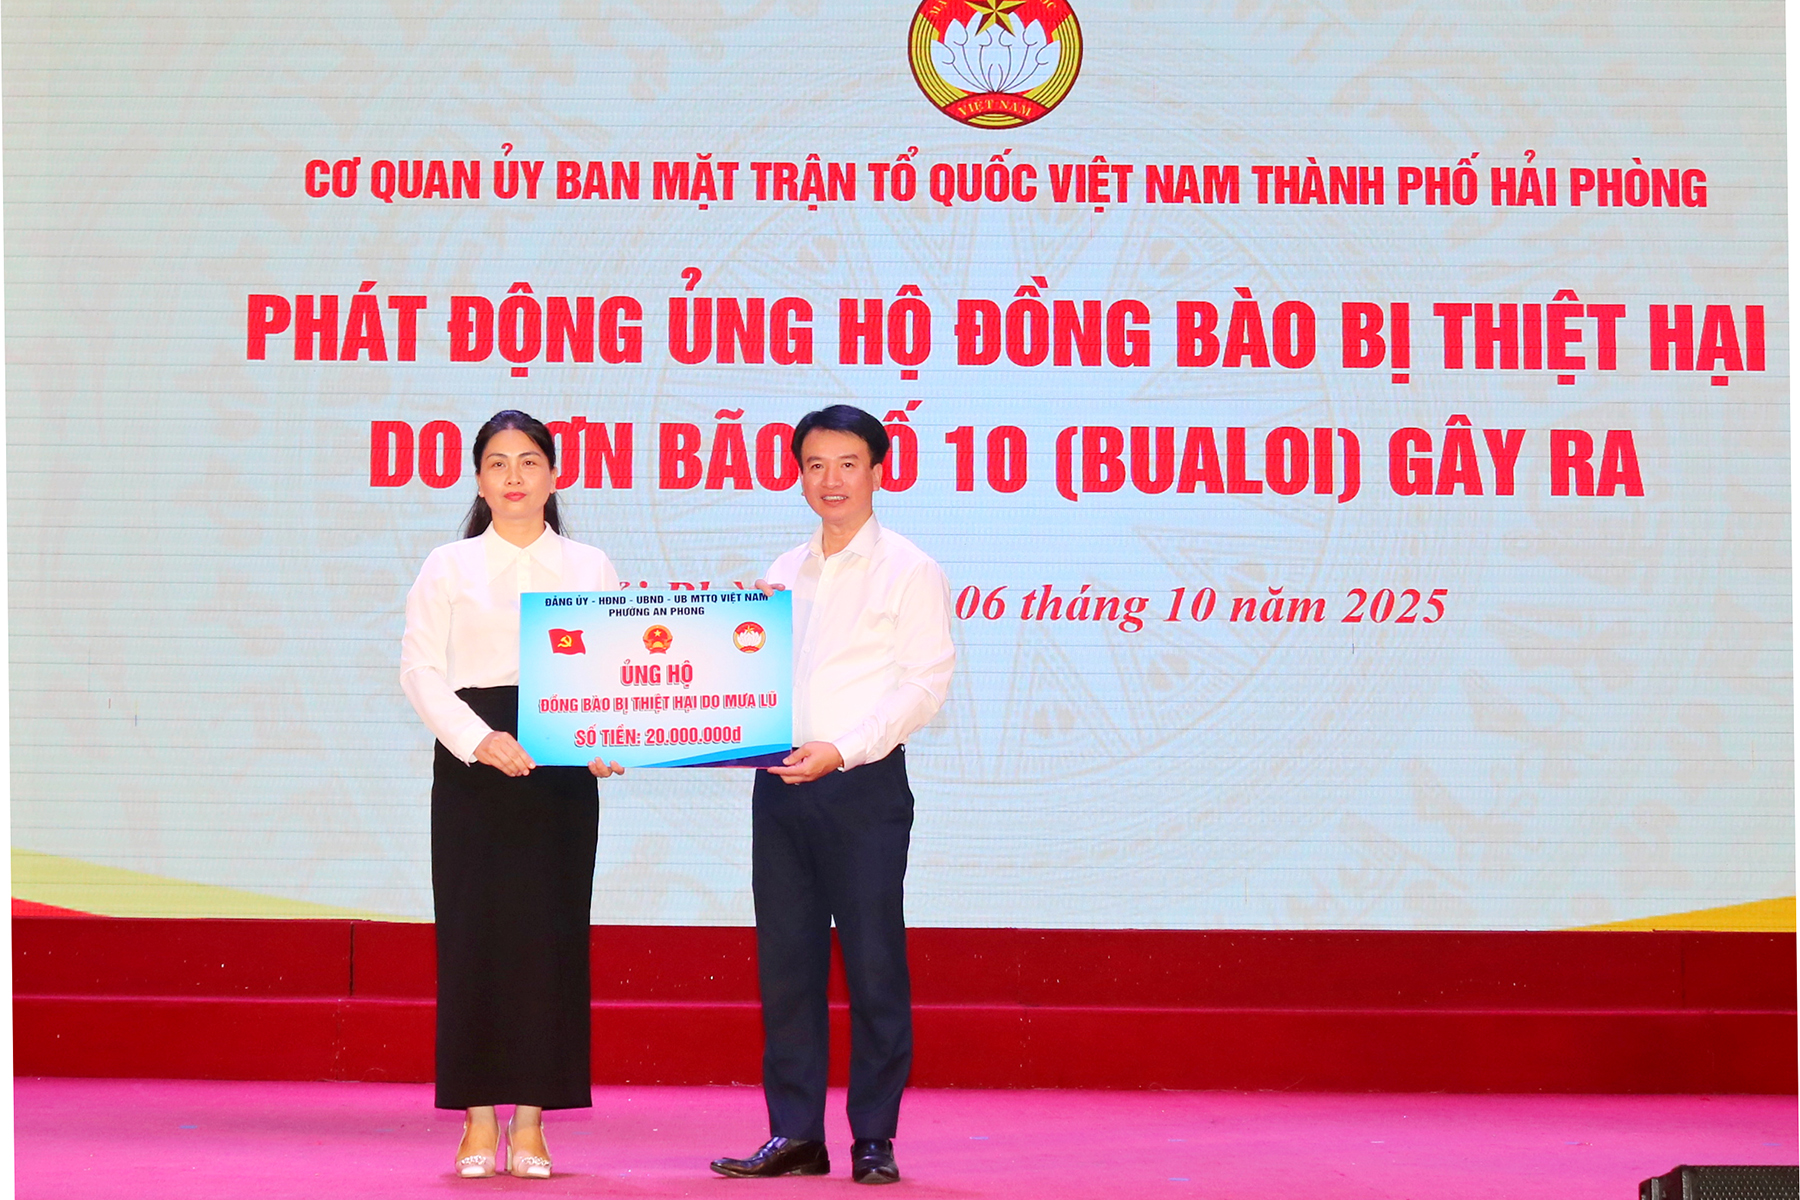 VIỆT NAM
CƠ QUAN ỦY BAN MẶT TRẬN TỔ QUỐC VIỆT NAM THÀNH PHỐ HẢI PHÒNG
PHÁT ĐỘNG ỦNG HỘ ĐỒNG BÀO BỊ THIỆT HẠI
DO BÃO 10 (BUALOI) GÂY RA
06 tháng 10 năm 2025
ĐẢNG ỦY - HĐND - UBND - UB MTTQ VIỆT NAM
PHƯỜNG AN PHONG
ỦNG HỘ
ĐỒNG BÀO BỊ THIỆT HẠI DO MƯA LŨ
SỐ TIỀN: 20.000.000đ